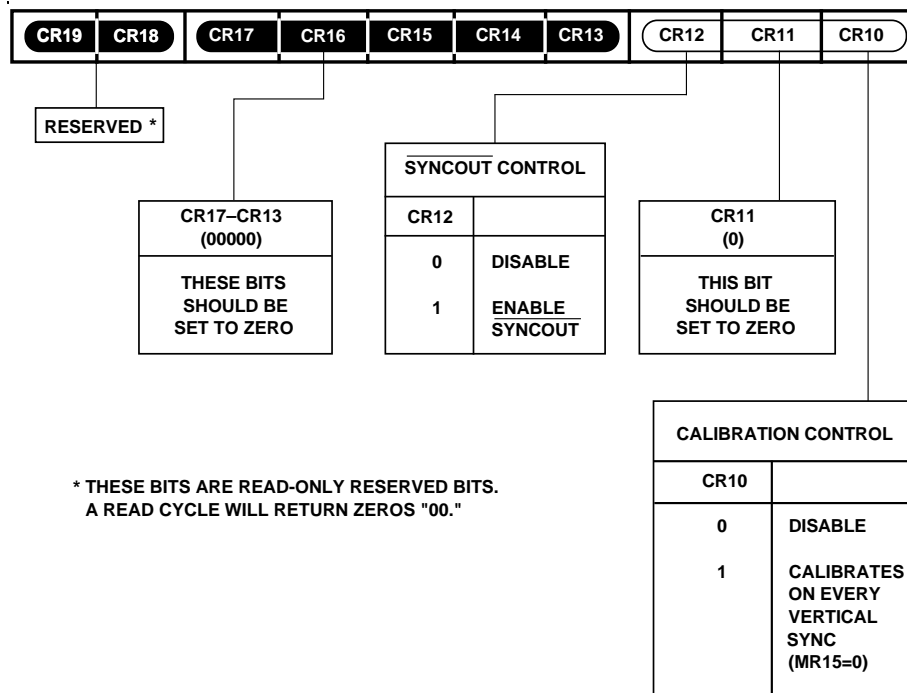 CR19 CR18 CR17 CR16 CR15 CR14 CR13 CR12 CR11 CR10
RESERVED *
CR17–CR13
(00000)
THESE BITS
SHOULD BE
SET TO ZERO
SYNCOUT CONTROL
CR12
0 DISABLE
1 ENABLE
SYNCOUT
CR11
(0)
THIS BIT
SHOULD BE
SET TO ZERO
CALIBRATION CONTROL
CR10
0 DISABLE
1 CALIBRATES
ON EVERY
VERTICAL
SYNC
(MR15=0)
* THESE BITS ARE READ-ONLY RESERVED BITS.
A READ CYCLE WILL RETURN ZEROS "00."